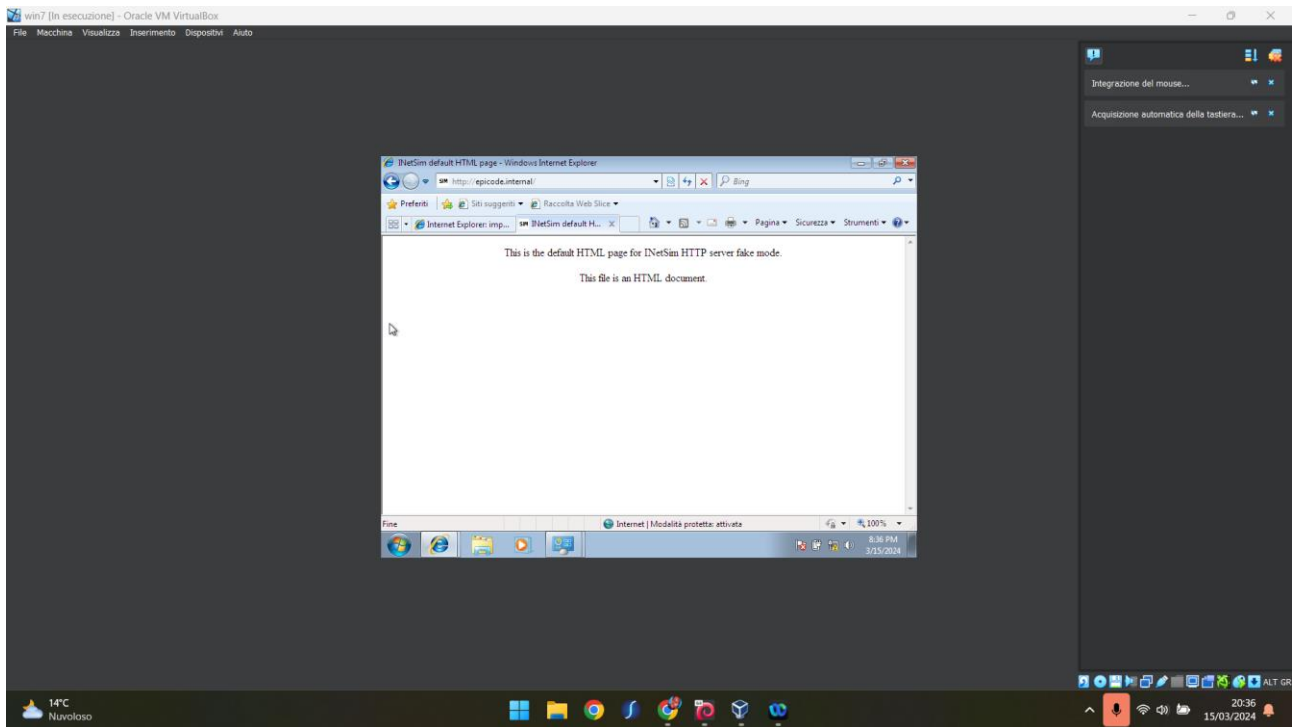 win7 [In esecuzione] - Oracle VM VirtualBox
File Macchina Visualizza Inserimento Dispositivi Aiuto
Integrazione del mouse...
Acquisizione automatica della tastiera...
INetSim default HTML page - Windows Internet Explorer
SIM http://epicode.internal/ Bing
Preferiti Siti suggeriti Raccolta Web Slice
Internet Explorer: imp... SIM INetSim default H... X Pagina Sicurezza Strumenti
This is the default HTML page for INetSim HTTP server fake mode.
This file is an HTML document.
Fine Internet | Modalità protetta: attivata 100%
8:36 PM
3/15/2024
ALT GR
14°C
Nuvoloso
20:36
15/03/2024